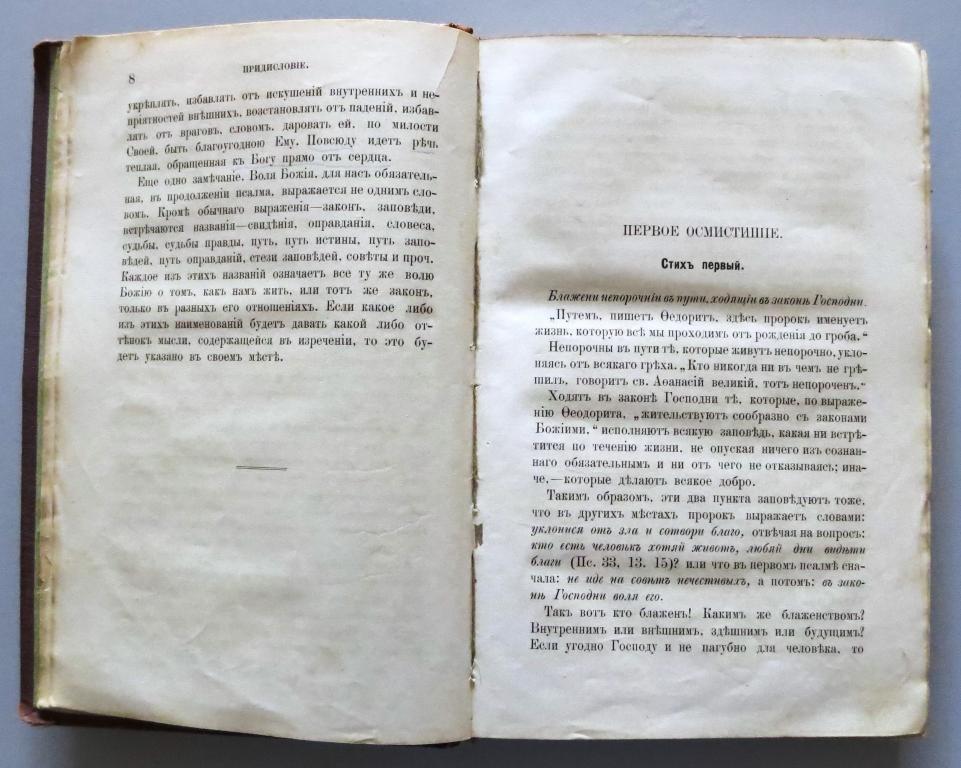 8
ПРИДИСЛОВІЕ.
укрѣплять, избавлять отъ искушеній внутреннихъ и не-
пріятностей внѣшнихъ, возстановлять отъ паденій, избав-
лять отъ враговъ, словомъ, даровать ей, по милости
Своей, быть благоугодною Ему. Повсюду идетъ рѣчь
теплая, обращенная къ Богу прямо отъ сердца.
Еще одно замѣчаніе. Воля Божія, для насъ обязатель-
ная, въ продолженіи псалма, выражается не однимъ сло-
вомъ. Кромѣ обычнаго выраженія—законъ, заповѣди,
встрѣчаются названія—свидѣнія, оправданія, словеса,
судьбы, судьбы правды, путь, путь истины, путь запо-
вѣдей, путь оправданій, стези заповѣдей, совѣты и проч.
Каждое изъ этихъ названій означаетъ все ту же волю
Божію о томъ, какъ намъ жить, или тотъ же законъ,
только въ разныхъ его отношеніяхъ. Если какое либо
изъ этихъ наименованій будетъ давать какой либо от-
тѣнокъ мысли, содержащейся въ изреченіи, то это бу-
детъ указано въ своемъ мѣстѣ.
ПЕРВОЕ ОСМИСТИШІЕ.
Стихъ первый.
Блажени непорочніи въ пути, ходящіи въ законѣ Господни.
„Путемъ, пишетъ Ѳедоритъ, здѣсь пророкъ именуетъ
жизнь, которую всѣ мы проходимъ отъ рожденія до гроба.“
Непорочны въ пути тѣ, которые живутъ непорочно, укло-
няясь отъ всякаго грѣха. „Кто никогда ни въ чемъ не грѣ-
шилъ, говоритъ св. Аѳанасій великій, тотъ непороченъ.“
Ходятъ въ законѣ Господни тѣ, которые, по выраже-
нію Ѳеодорита, „жительствуютъ сообразно съ законами
Божіими,“ исполняютъ всякую заповѣдь, какая ни встрѣ-
тится по теченію жизни, не опуская ничего изъ сознан-
наго обязательнымъ и ни отъ чего не отказываясь; ина-
че,—которые дѣлаютъ всякое добро.
Такимъ образомъ, эти два пункта заповѣдуютъ тоже,
что въ другихъ мѣстахъ пророкъ выражаетъ словами:
уклонися отъ зла и сотвори благо, отвѣчая на вопросъ:
кто есть человѣкъ хотяй животъ, любяй дни видѣти
благи (Пс. 33, 13. 15)? или что въ первомъ псалмѣ сна-
чала: не иде на совѣтъ нечестивыхъ, а потомъ: въ зако-
нѣ Господни воля его.
Такъ вотъ кто блаженъ! Какимъ же блаженствомъ?
Внутреннимъ или внѣшнимъ, здѣшнимъ или будущимъ?
Если угодно Господу и не пагубно для человѣка, то